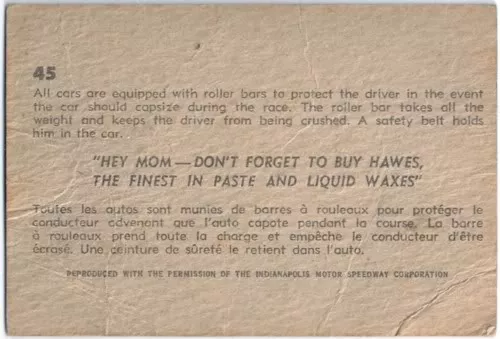 45
All cars are equipped with roller bars to protect the driver in the event
the car should capsize during the race. The roller bar takes all the
weight and keeps the driver from being crushed. A safety belt holds
him in the car.
"HEY MOM — DON'T FORGET TO BUY HAWES,
THE FINEST IN PASTE AND LIQUID WAXES"
Toutes les autos sont munies de barres à rouleaux pour protéger le
conducteur advenant que l'auto capote pendant la course. La barre
à rouleaux prend toute la charge et empêche le conducteur d'être
écrasé. Une ceinture de sûreté le retient dans l'auto.
REPRODUCED WITH THE PERMISSION OF THE INDIANAPOLIS MOTOR SPEEDWAY CORPORATION